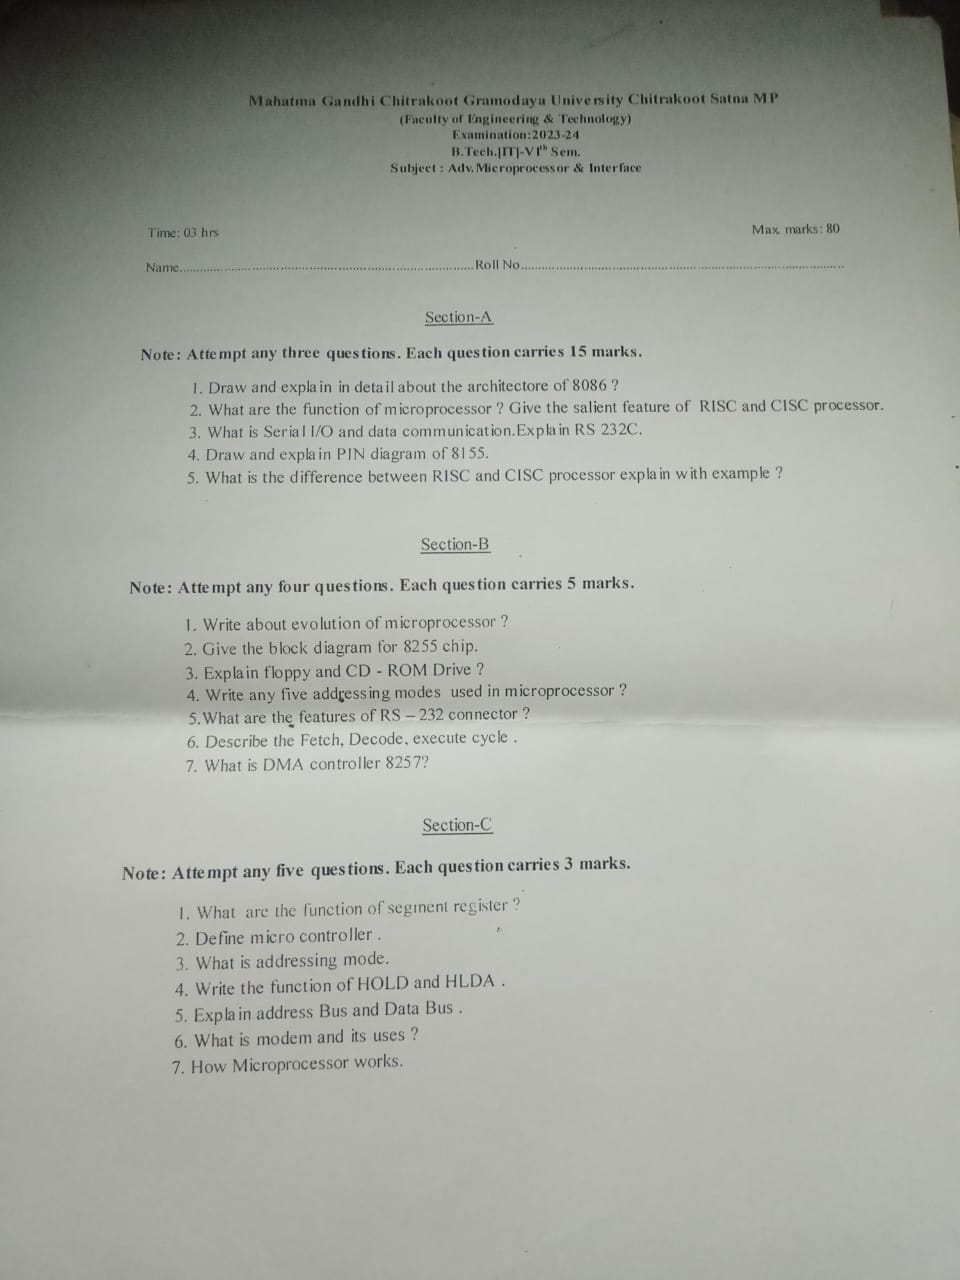 Mahatma Gandhi Chitrakoot Gramodaya University Chitrakoot Satna MP
(Faculty of Engineering & Technology)
Examination:2023-24
B.Tech.[IT]-VIth Sem.
Subject : Adv. Microprocessor & Interface
Time: 03 hrs Max. marks: 80
Name..........................................................Roll No..........................................................
Section-A
Note: Attempt any three questions. Each question carries 15 marks.
1. Draw and explain in detail about the architectore of 8086 ?
2. What are the function of microprocessor ? Give the salient feature of RISC and CISC processor.
3. What is Serial I/O and data communication.Explain RS 232C.
4. Draw and explain PIN diagram of 8155.
5. What is the difference between RISC and CISC processor explain with example ?
Section-B
Note: Attempt any four questions. Each question carries 5 marks.
1. Write about evolution of microprocessor ?
2. Give the block diagram for 8255 chip.
3. Explain floppy and CD - ROM Drive ?
4. Write any five addressing modes used in microprocessor ?
5. What are the features of RS – 232 connector ?
6. Describe the Fetch, Decode, execute cycle .
7. What is DMA controller 8257?
Section-C
Note: Attempt any five questions. Each question carries 3 marks.
1. What are the function of segment register ?
2. Define micro controller .
3. What is addressing mode.
4. Write the function of HOLD and HLDA .
5. Explain address Bus and Data Bus .
6. What is modem and its uses ?
7. How Microprocessor works.